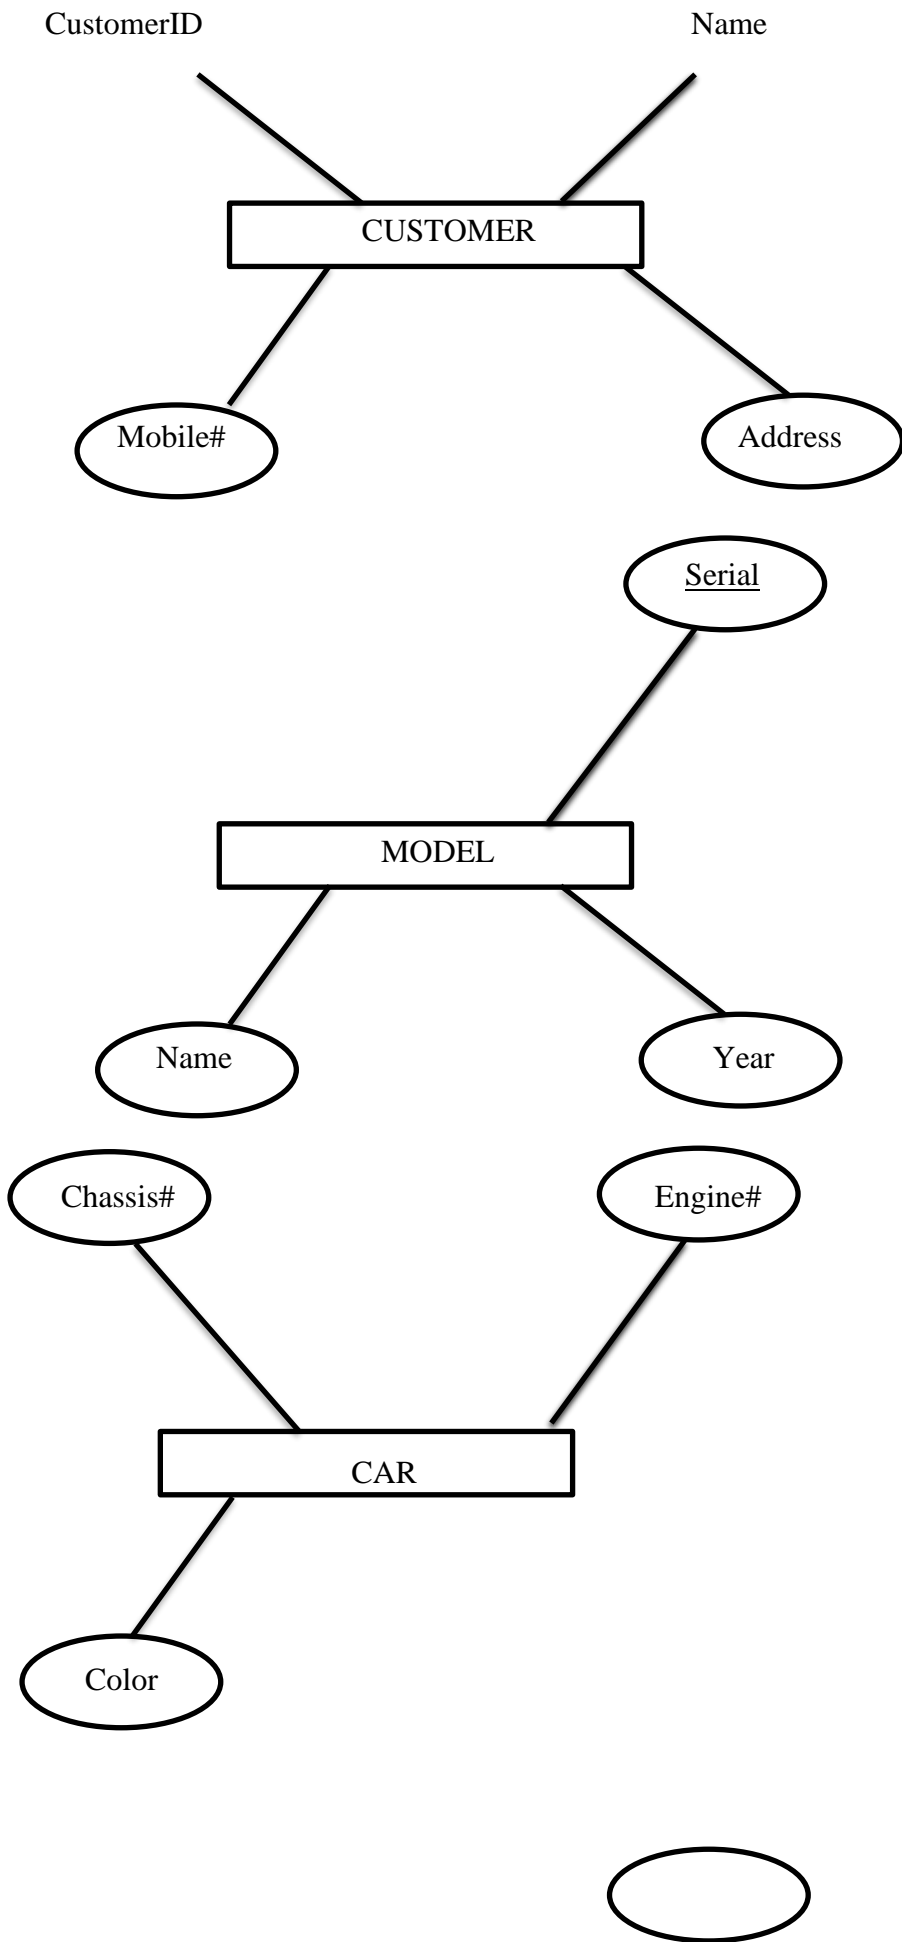 CustomerID
Name
CUSTOMER
Mobile#
Address
Serial
MODEL
Name
Year
Chassis#
Engine#
CAR
Color